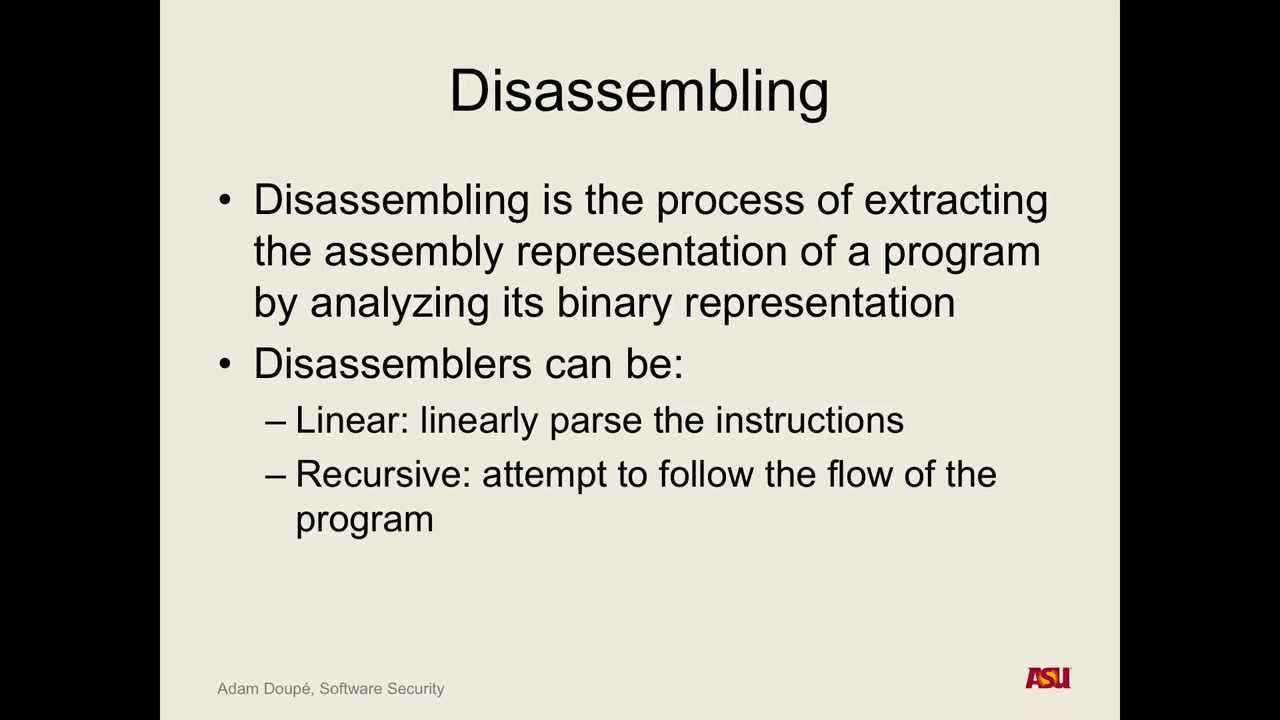 Disassembling
• Disassembling is the process of extracting
the assembly representation of a program
by analyzing its binary representation
• Disassemblers can be:
– Linear: linearly parse the instructions
– Recursive: attempt to follow the flow of the
program
Adam Doupé, Software Security
ASU